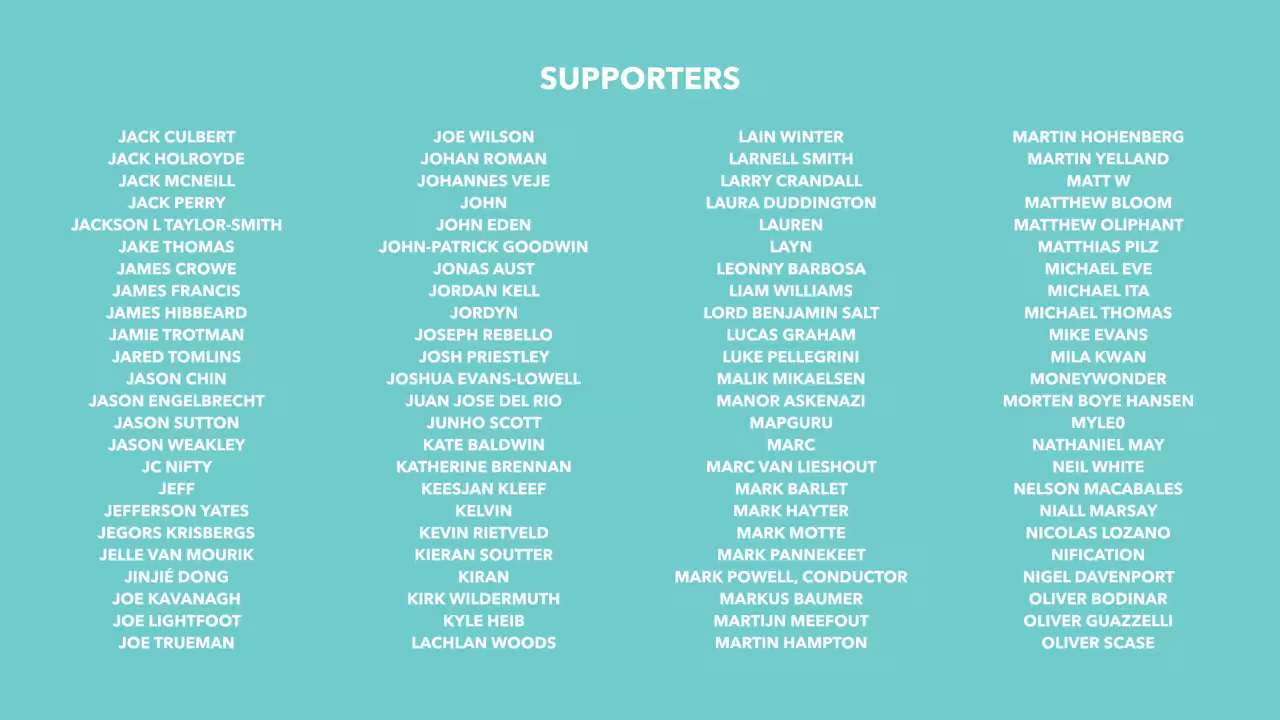 SUPPORTERS
JACK CULBERT
JACK HOLROYDE
JACK MCNEILL
JACK PERRY
JACKSON L TAYLOR-SMITH
JAKE THOMAS
JAMES CROWE
JAMES FRANCIS
JAMES HIBBEARD
JAMIE TROTMAN
JARED TOMLINS
JASON CHIN
JASON ENGELBRECHT
JASON SUTTON
JASON WEAKLEY
JC NIFTY
JEFF
JEFFERSON YATES
JEGORS KRISBERGS
JELLE VAN MOURIK
JINJIÉ DONG
JOE KAVANAGH
JOE LIGHTFOOT
JOE TRUEMAN
JOE WILSON
JOHAN ROMAN
JOHANNES VEJE
JOHN
JOHN EDEN
JOHN-PATRICK GOODWIN
JONAS AUST
JORDAN KELL
JORDYN
JOSEPH REBELLO
JOSH PRIESTLEY
JOSHUA EVANS-LOWELL
JUAN JOSE DEL RIO
JUNHO SCOTT
KATE BALDWIN
KATHERINE BRENNAN
KEESJAN KLEEF
KELVIN
KEVIN RIETVELD
KIERAN SOUTTER
KIRAN
KIRK WILDERMUTH
KYLE HEIB
LACHLAN WOODS
LAIN WINTER
LARNELL SMITH
LARRY CRANDALL
LAURA DUDDINGTON
LAUREN
LAYN
LEONNY BARBOSA
LIAM WILLIAMS
LORD BENJAMIN SALT
LUCAS GRAHAM
LUKE PELLEGRINI
MALIK MIKAELSEN
MANOR ASKENAZI
MAPGURU
MARC
MARC VAN LIESHOUT
MARK BARLET
MARK HAYTER
MARK MOTTE
MARK PANNEKEET
MARK POWELL, CONDUCTOR
MARKUS BAUMER
MARTIJN MEEFOUT
MARTIN HAMPTON
MARTIN HOHENBERG
MARTIN YELLAND
MATT W
MATTHEW BLOOM
MATTHEW OLIPHANT
MATTHIAS PILZ
MICHAEL EVE
MICHAEL ITA
MICHAEL THOMAS
MIKE EVANS
MILA KWAN
MONEYWONDER
MORTEN BOYE HANSEN
MYLE0
NATHANIEL MAY
NEIL WHITE
NELSON MACABALES
NIALL MARSAY
NICOLAS LOZANO
NIFICATION
NIGEL DAVENPORT
OLIVER BODINAR
OLIVER GUAZZELLI
OLIVER SCASE